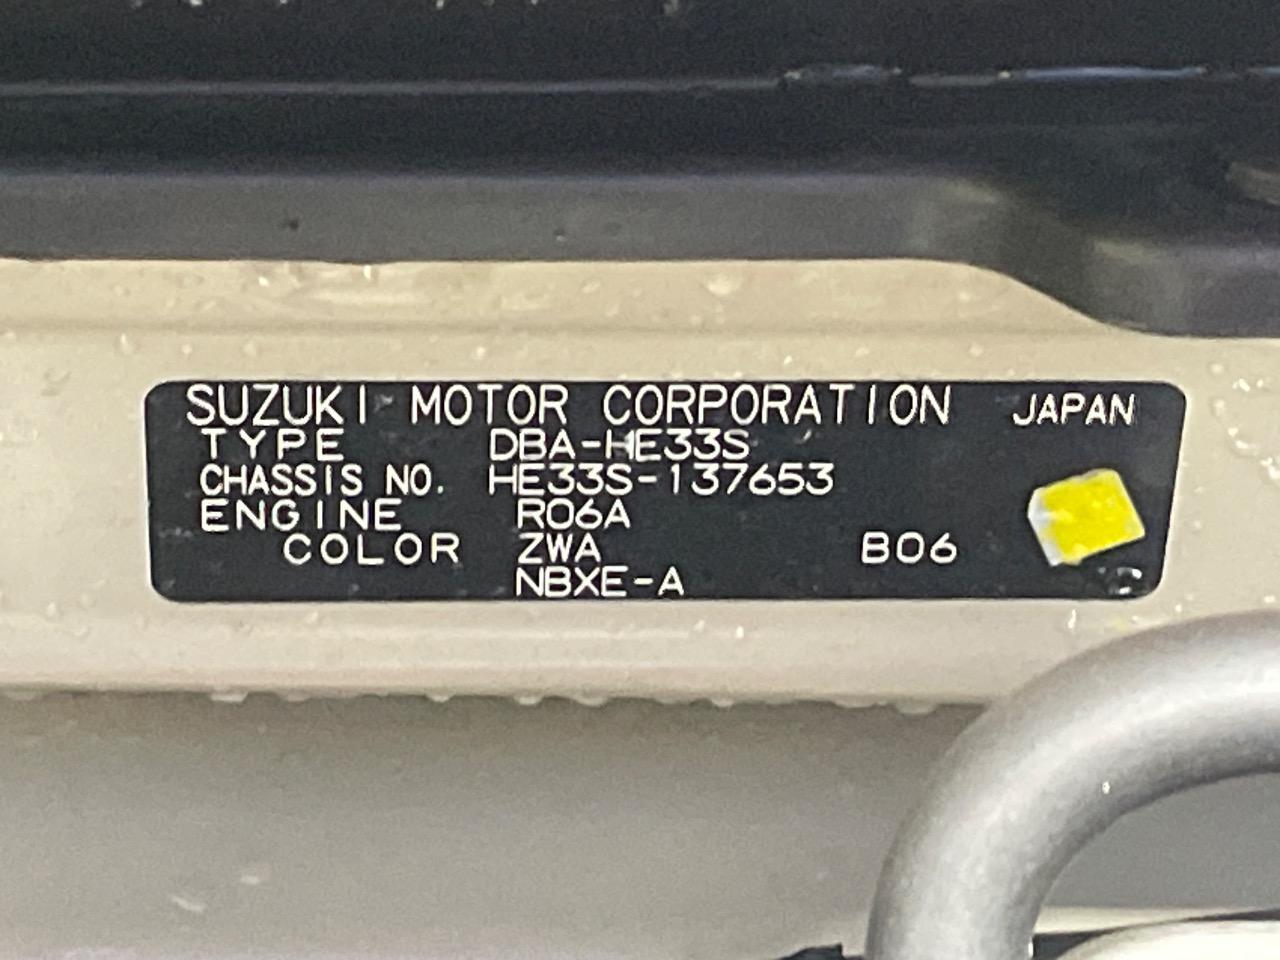 SUZUKI MOTOR CORPORATION JAPAN
TYPE DBA-HE33S
CHASSIS NO. HE33S-137653
ENGINE R06A
COLOR ZWA B06
NBXE-A